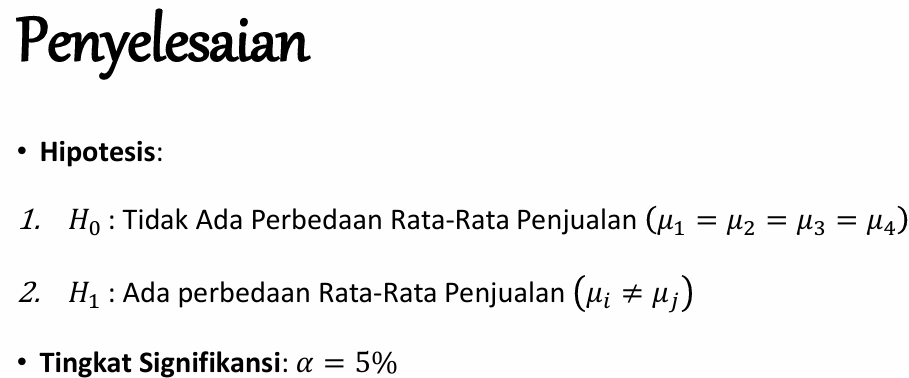 Penyelesaian
• Hipotesis:
1. H₀ : Tidak Ada Perbedaan Rata-Rata Penjualan (μ₁ = μ₂ = μ₃ = μ₄)
2. H₁ : Ada perbedaan Rata-Rata Penjualan (μᵢ ≠ μⱼ)
• Tingkat Signifikansi: α = 5%